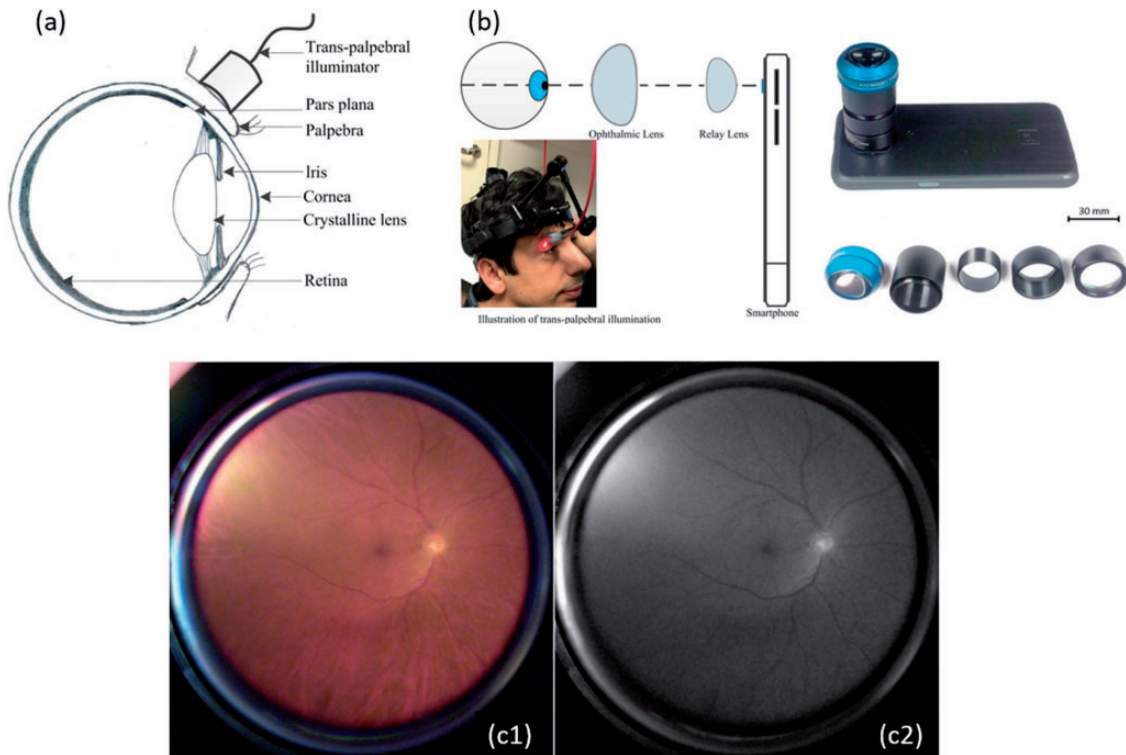 (a)
Trans-palpebral
illuminator
Pars plana
Palpebra
Iris
Cornea
Crystalline lens
Retina
(b)
Ophthalmic Lens
Relay Lens
Illustration of trans-palpebral illumination
Smartphone
30 mm
(c1)
(c2)